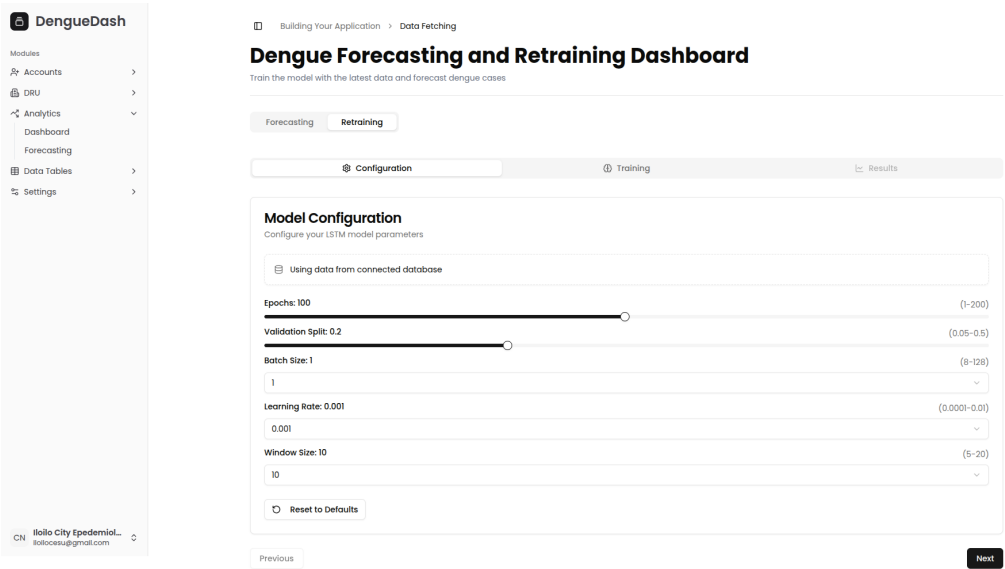 DengueDash
Modules
Accounts
DRU
Analytics
Dashboard
Forecasting
Data Tables
Settings
CN
Iloilo City Epedemiol...
iloilocesu@gmail.com
Building Your Application > Data Fetching
Dengue Forecasting and Retraining Dashboard
Train the model with the latest data and forecast dengue cases
Forecasting Retraining
Configuration Training Results
Model Configuration
Configure your LSTM model parameters
Using data from connected database
Epochs: 100 (1-200)
Validation Split: 0.2 (0.05-0.5)
Batch Size: 1 (8-128)
1
Learning Rate: 0.001 (0.0001-0.01)
0.001
Window Size: 10 (5-20)
10
Reset to Defaults
Previous Next